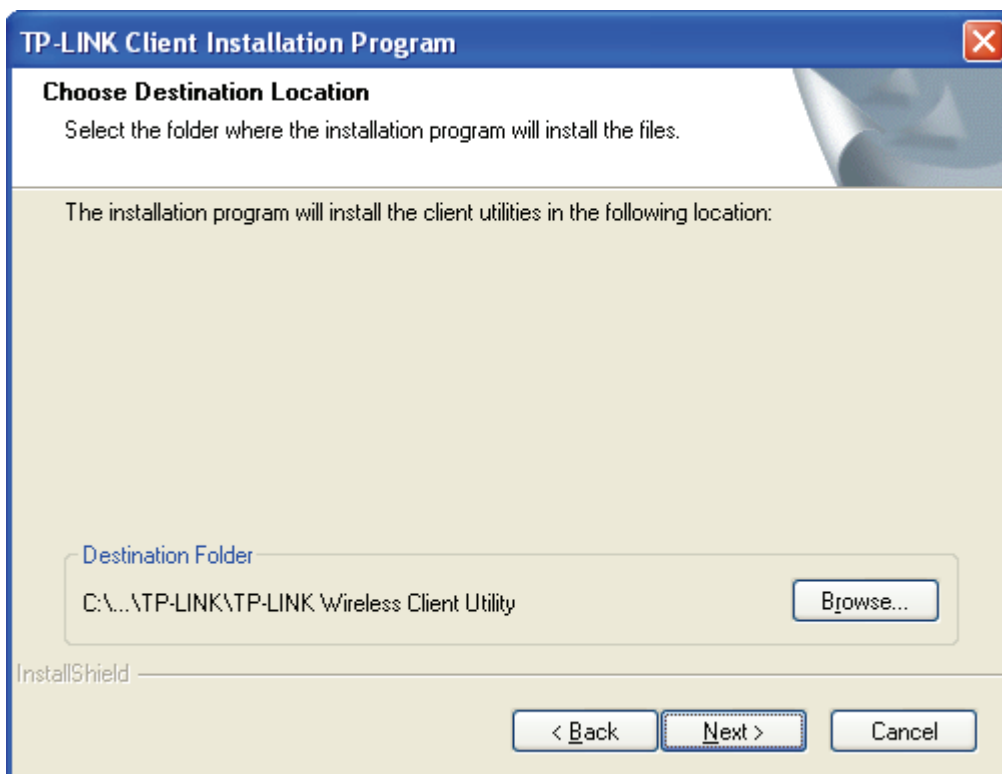 TP-LINK Client Installation Program
Choose Destination Location
Select the folder where the installation program will install the files.
The installation program will install the client utilities in the following location:
Destination Folder
C:\...\TP-LINK\TP-LINK Wireless Client Utility
Browse...
InstallShield
< Back
Next >
Cancel